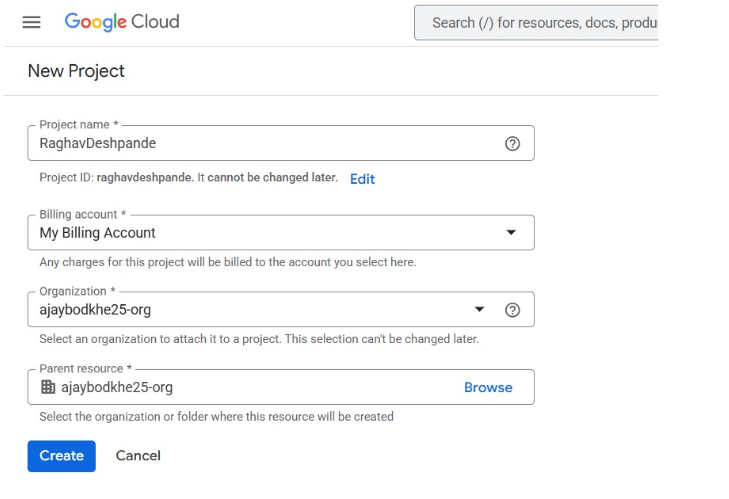 Google Cloud
Search (/) for resources, docs, produ
New Project
Project name *
RaghavDeshpande
Project ID: raghavdeshpande. It cannot be changed later. Edit
Billing account *
My Billing Account
Any charges for this project will be billed to the account you select here.
Organization *
ajaybodkhe25-org
Select an organization to attach it to a project. This selection can't be changed later.
Parent resource *
ajaybodkhe25-org Browse
Select the organization or folder where this resource will be created
Create Cancel